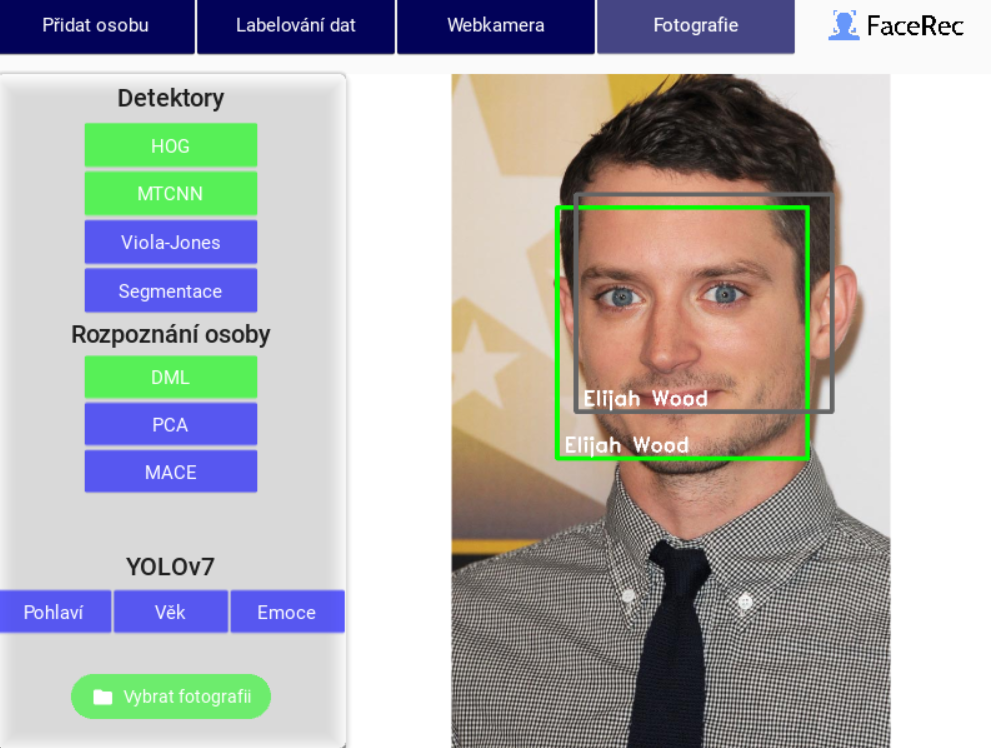 Přidat osobu
Labelování dat
Webkamera
Fotografie
FaceRec
Detektory
HOG
MTCNN
Viola-Jones
Segmentace
Rozpoznání osoby
DML
PCA
MACE
YOLOv7
Pohlaví
Věk
Emoce
Vybrat fotografii
Elijah Wood
Elijah Wood